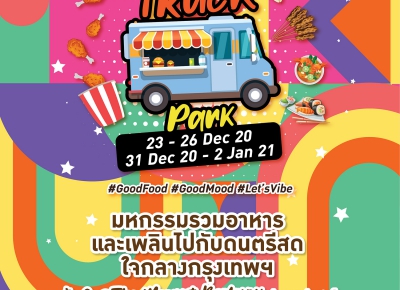 TRUCK
Park
23 - 26 Dec 20
31 Dec 20 - 2 Jan 21
#GoodFood #GoodMood #Let'sVibe
มหกรรมรวมอาหาร
และเพลินไปกับดนตรีสด
ใจกลางกรุงเทพฯ